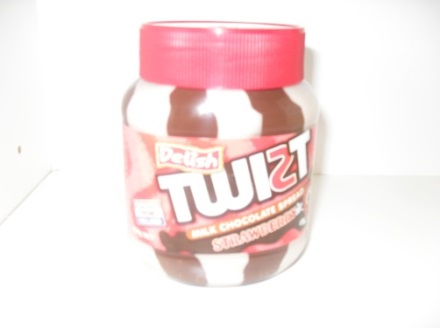 Delish
TWIZT
MILK CHOCOLATE SPREAD
STRAWBERRY